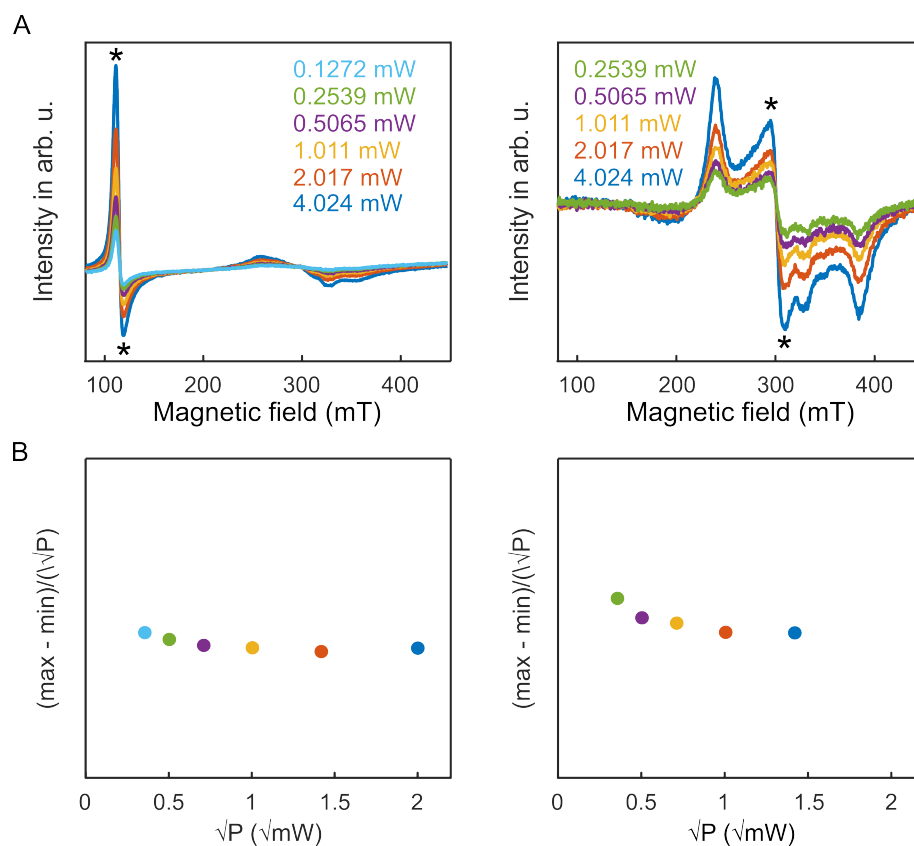 A
Intensity in arb. u.
*
0.1272 mW
0.2539 mW
0.5065 mW
1.011 mW
2.017 mW
4.024 mW
*
100 200 300 400
Magnetic field (mT)
Intensity in arb. u.
0.2539 mW
0.5065 mW
1.011 mW
2.017 mW
4.024 mW
*
*
100 200 300 400
Magnetic field (mT)
B
(max - min)/(\√P)
0 0.5 1 1.5 2
√P (√mW)
(max - min)/(\√P)
0 0.5 1 1.5 2
√P (√mW)